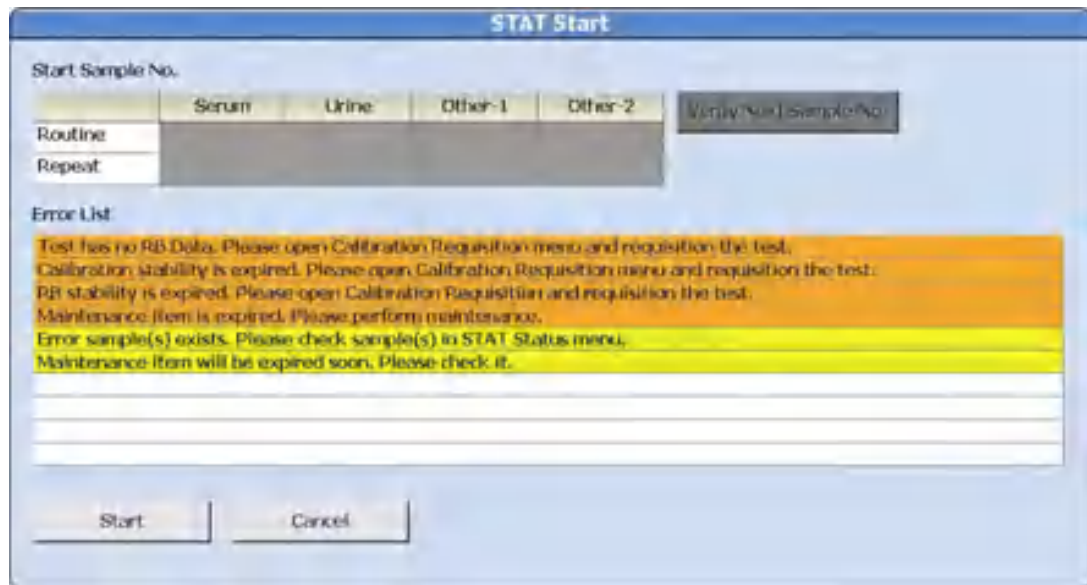 STAT Start
Start Sample No.
Serum Urine Other-1 Other-2 Verify Next Sample No.
Routine
Repeat
Error List
Test has no RB Data. Please open Calibration Requisition menu and requisition the test.
Calibration stability is expired. Please open Calibration Requisition menu and requisition the test.
RB stability is expired. Please open Calibration Requisition and requisition the test.
Maintenance item is expired. Please perform maintenance.
Error sample(s) exists. Please check sample(s) in STAT Status menu.
Maintenance item will be expired soon. Please check it.
Start Cancel